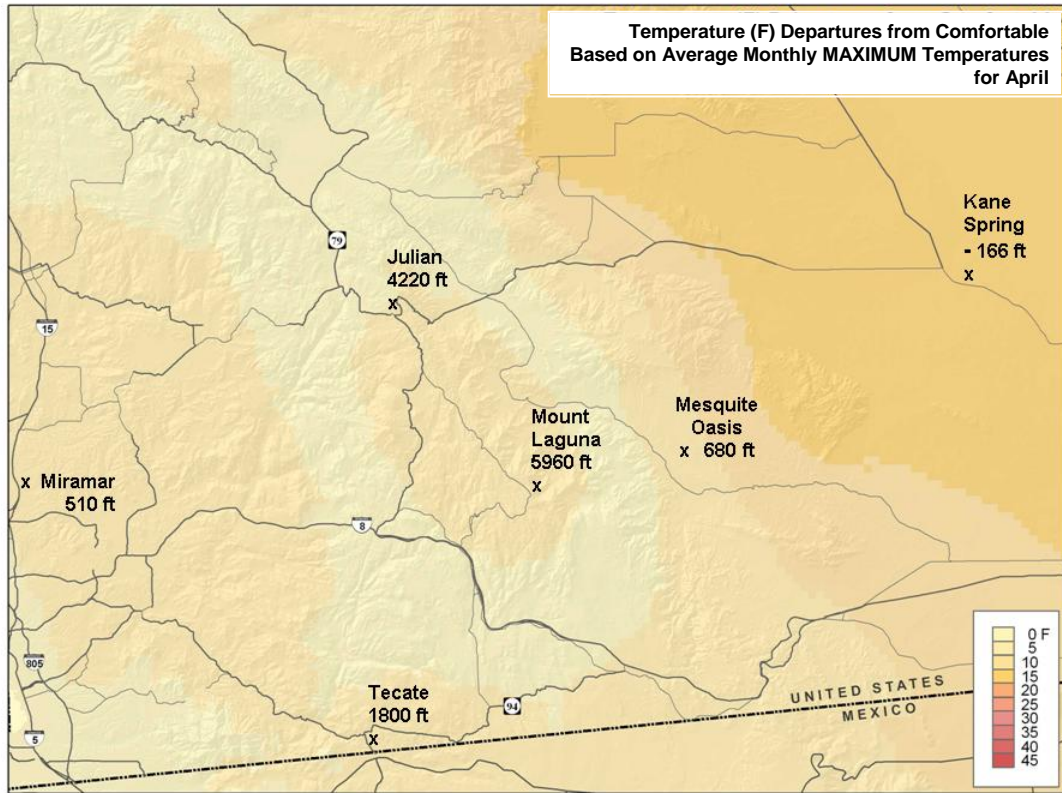 Temperature (F) Departures from Comfortable
Based on Average Monthly MAXIMUM Temperatures
for April
Kane
Spring
- 166 ft
x
79
Julian
4220 ft
x
15
Mount
Laguna
5960 ft
x
Mesquite
Oasis
x 680 ft
x Miramar
510 ft
8
805
Tecate
1800 ft
x
94
5
UNITED STATES
MEXICO
0 F
5
10
15
20
25
30
35
40
45